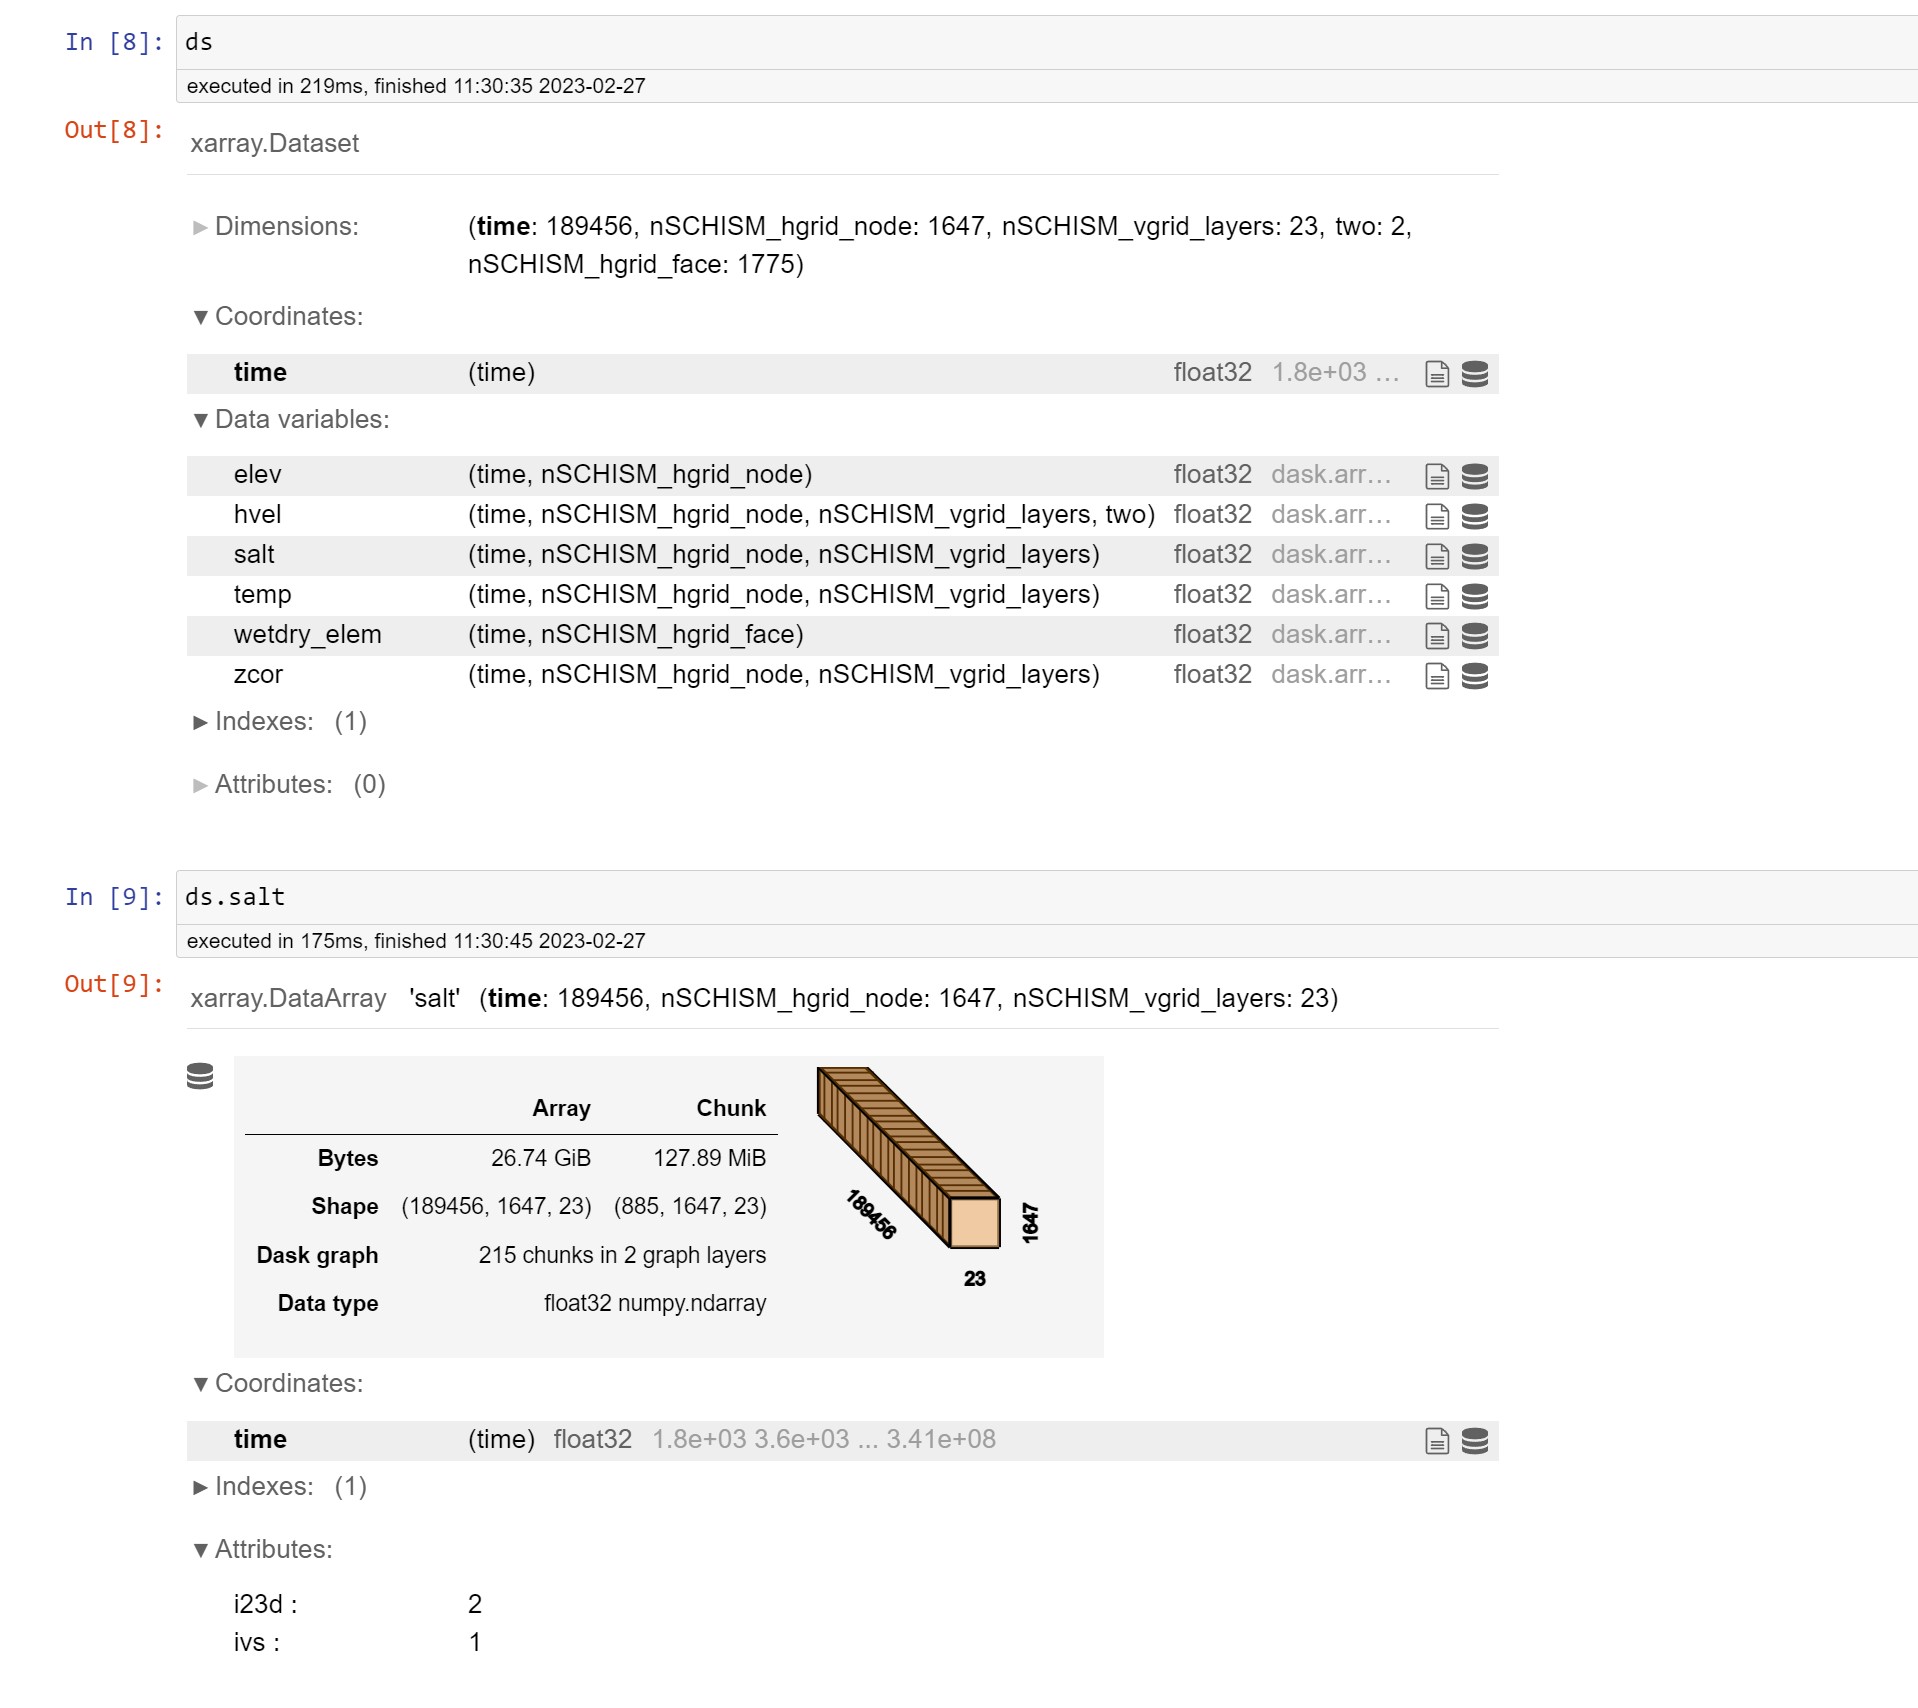 In [8]: ds
executed in 219ms, finished 11:30:35 2023-02-27
Out[8]: xarray.Dataset
► Dimensions: (time: 189456, nSCHISM_hgrid_node: 1647, nSCHISM_vgrid_layers: 23, two: 2,
nSCHISM_hgrid_face: 1775)
▼ Coordinates:
time (time) float32 1.8e+03 ...
▼ Data variables:
elev (time, nSCHISM_hgrid_node) float32 dask.arr...
hvel (time, nSCHISM_hgrid_node, nSCHISM_vgrid_layers, two) float32 dask.arr...
salt (time, nSCHISM_hgrid_node, nSCHISM_vgrid_layers) float32 dask.arr...
temp (time, nSCHISM_hgrid_node, nSCHISM_vgrid_layers) float32 dask.arr...
wetdry_elem (time, nSCHISM_hgrid_face) float32 dask.arr...
zcor (time, nSCHISM_hgrid_node, nSCHISM_vgrid_layers) float32 dask.arr...
► Indexes: (1)
► Attributes: (0)
In [9]: ds.salt
executed in 175ms, finished 11:30:45 2023-02-27
Out[9]: xarray.DataArray 'salt' (time: 189456, nSCHISM_hgrid_node: 1647, nSCHISM_vgrid_layers: 23)
Array Chunk
Bytes 26.74 GiB 127.89 MiB
Shape (189456, 1647, 23) (885, 1647, 23)
Dask graph 215 chunks in 2 graph layers
Data type float32 numpy.ndarray
189456
1647
23
▼ Coordinates:
time (time) float32 1.8e+03 3.6e+03 ... 3.41e+08
► Indexes: (1)
▼ Attributes:
i23d : 2
ivs : 1